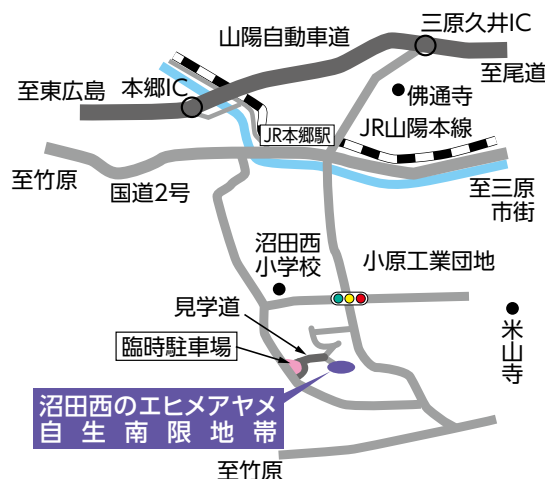 三原久井IC
山陽自動車道
至尾道
本郷IC
至東広島
佛通寺
JR本郷駅
JR山陽本線
至竹原
国道2号
至三原
市街
沼田西
小学校
小原工業団地
見学道
臨時駐車場
米山寺
沼田西のエヒメアヤメ
自生南限地帯
至竹原